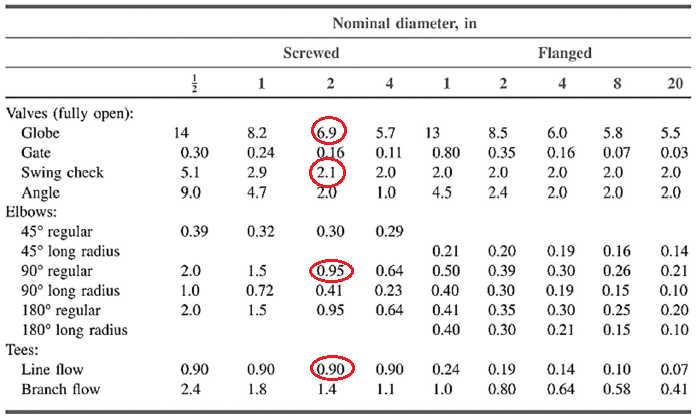 Nominal diameter, in
Screwed Flanged
½ 1 2 4 1 2 4 8 20
Valves (fully open):
Globe 14 8.2 6.9 5.7 13 8.5 6.0 5.8 5.5
Gate 0.30 0.24 0.16 0.11 0.80 0.35 0.16 0.07 0.03
Swing check 5.1 2.9 2.1 2.0 2.0 2.0 2.0 2.0 2.0
Angle 9.0 4.7 2.0 1.0 4.5 2.4 2.0 2.0 2.0
Elbows:
45° regular 0.39 0.32 0.30 0.29
45° long radius 0.21 0.20 0.19 0.16 0.14
90° regular 2.0 1.5 0.95 0.64 0.50 0.39 0.30 0.26 0.21
90° long radius 1.0 0.72 0.41 0.23 0.40 0.30 0.19 0.15 0.10
180° regular 2.0 1.5 0.95 0.64 0.41 0.35 0.30 0.25 0.20
180° long radius 0.40 0.30 0.21 0.15 0.10
Tees:
Line flow 0.90 0.90 0.90 0.90 0.24 0.19 0.14 0.10 0.07
Branch flow 2.4 1.8 1.4 1.1 1.0 0.80 0.64 0.58 0.41